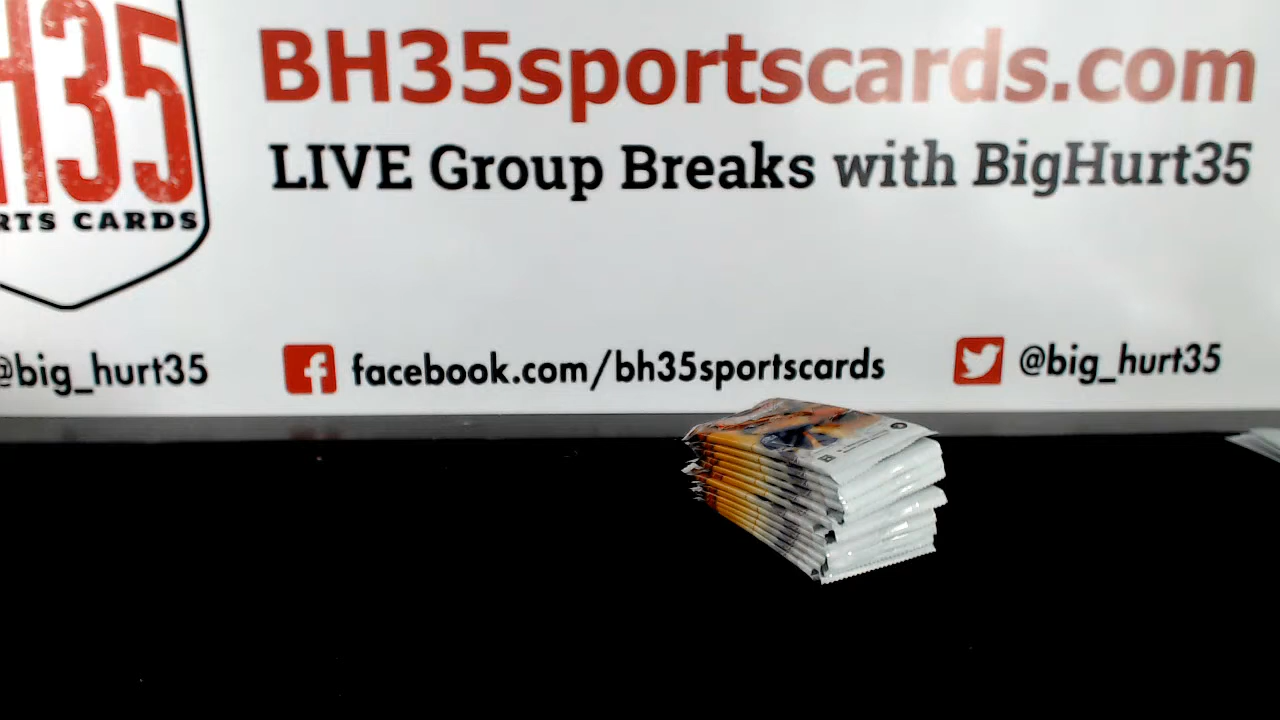 H35
RTS CARDS
BH35sportscards.com
LIVE Group Breaks with BigHurt35
@big_hurt35
facebook.com/bh35sportscards
@big_hurt35